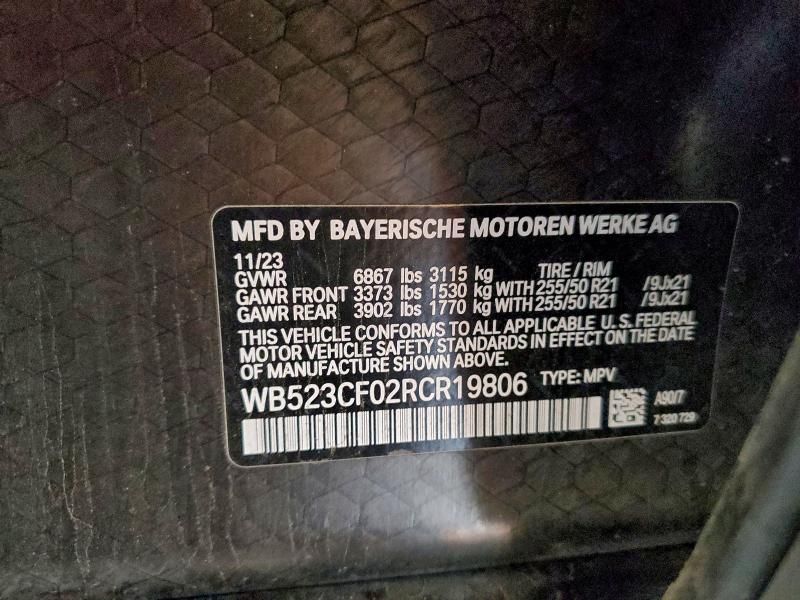 MFD BY BAYERISCHE MOTOREN WERKE AG
11/23 TIRE / RIM
GVWR 6867 lbs 3115 kg
GAWR FRONT 3373 lbs 1530 kg WITH 255/50 R21 /9Jx21
GAWR REAR 3902 lbs 1770 kg WITH 255/50 R21 /9Jx21
THIS VEHICLE CONFORMS TO ALL APPLICABLE U. S. FEDERAL
MOTOR VEHICLE SAFETY STANDARDS IN EFFECT ON THE DATE
OF MANUFACTURE SHOWN ABOVE.
WB523CF02RCR19806 TYPE: MPV
A90/7
7 320 729